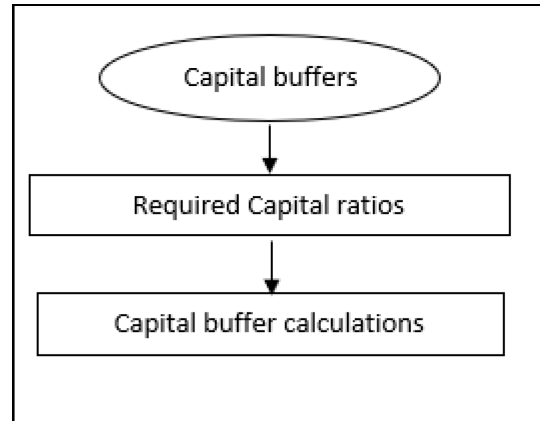 Capital buffers
Required Capital ratios
Capital buffer calculations